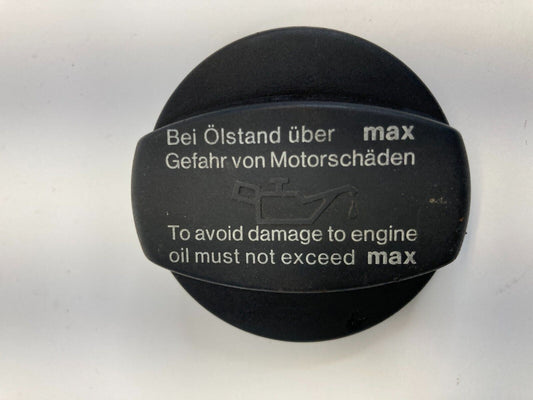 Bei Ölstand über max
Gefahr von Motorschäden
To avoid damage to engine
oil must not exceed max